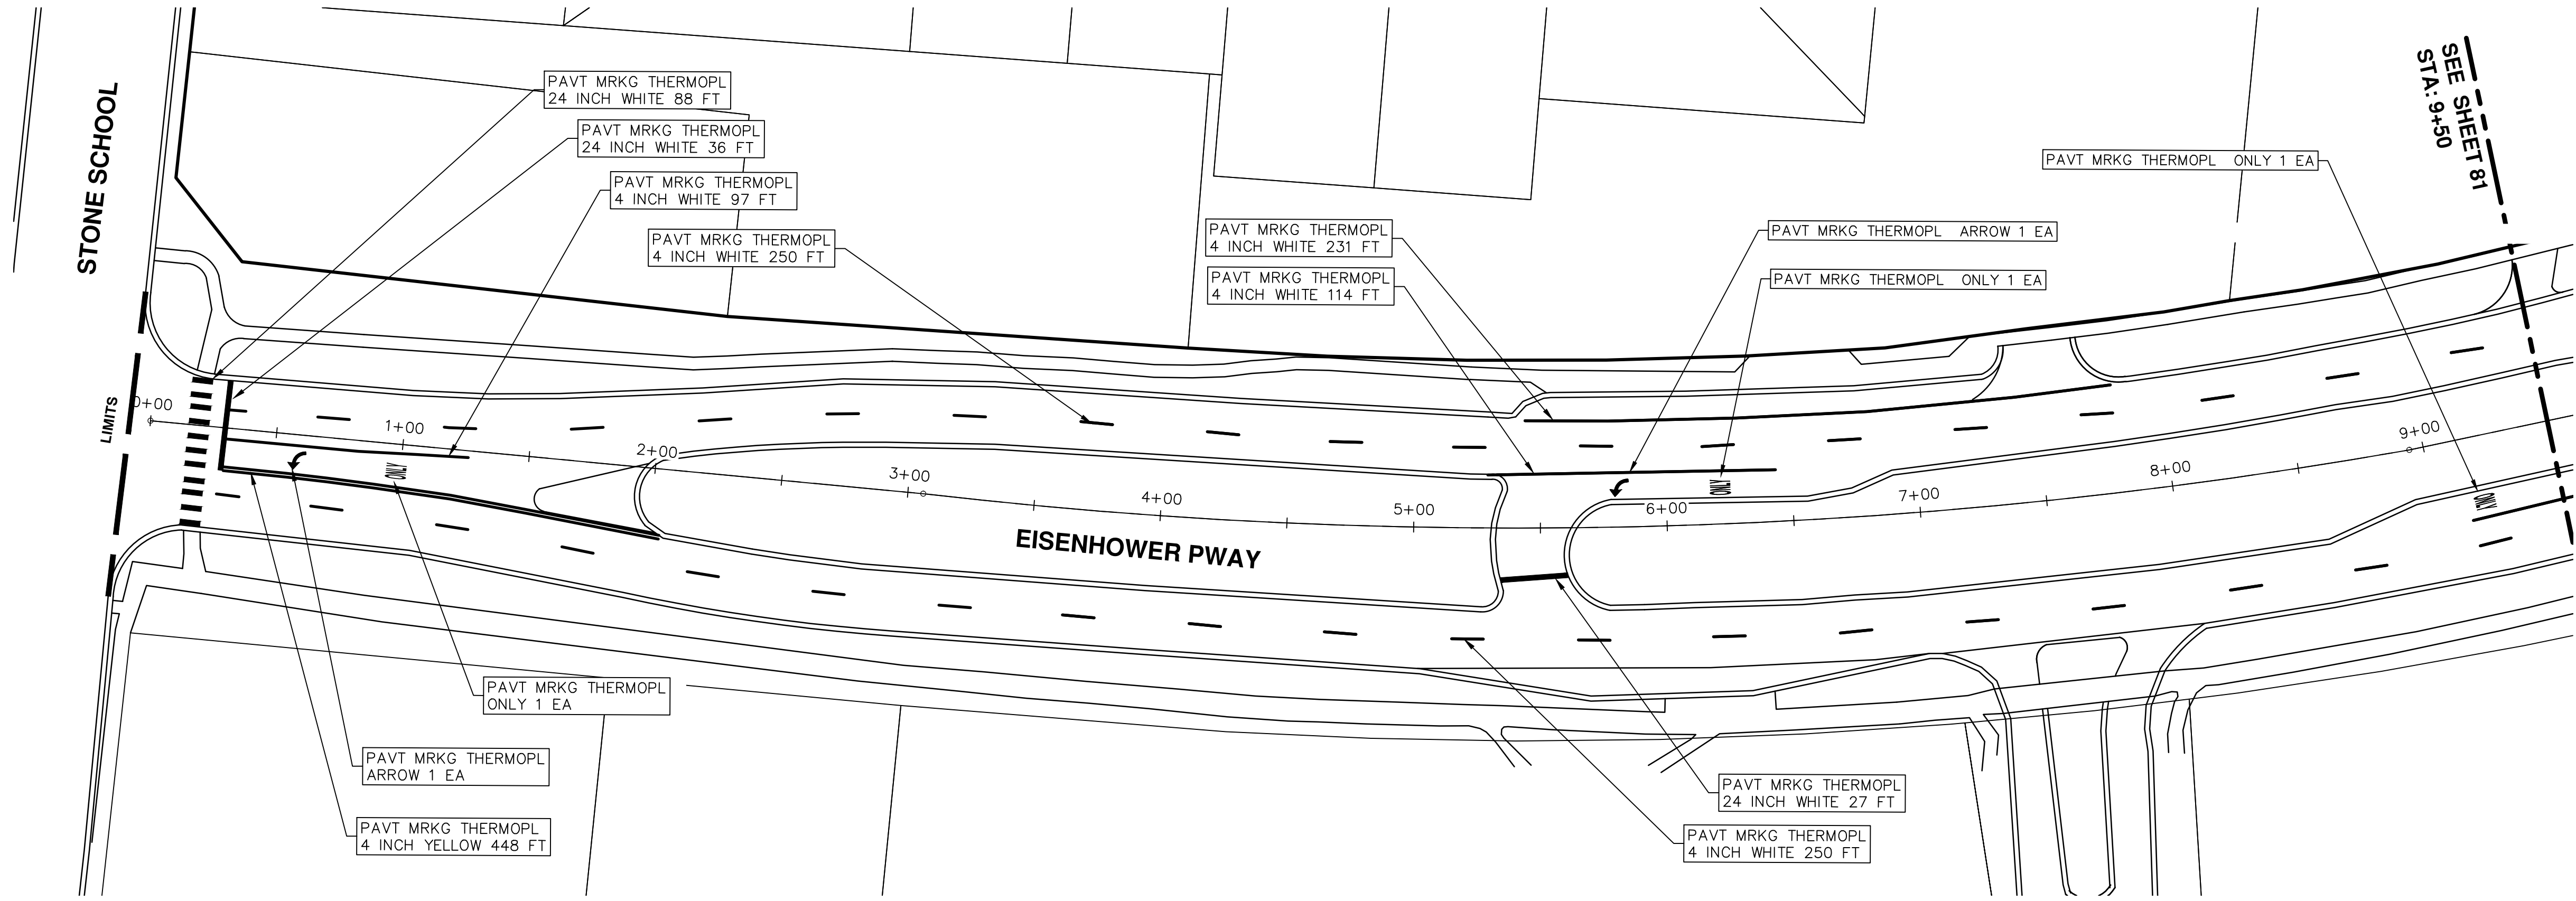 STONE SCHOOL
LIMITS
PAVT MRKG THERMOPL
24 INCH WHITE 88 FT
PAVT MRKG THERMOPL
24 INCH WHITE 36 FT
PAVT MRKG THERMOPL
4 INCH WHITE 97 FT
PAVT MRKG THERMOPL
4 INCH WHITE 250 FT
PAVT MRKG THERMOPL
4 INCH WHITE 231 FT
PAVT MRKG THERMOPL
4 INCH WHITE 114 FT
PAVT MRKG THERMOPL ARROW 1 EA
PAVT MRKG THERMOPL ONLY 1 EA
PAVT MRKG THERMOPL ONLY 1 EA
SEE SHEET 81
STA: 9+50
0+00
1+00
2+00
3+00
4+00
5+00
6+00
7+00
8+00
9+00
ONLY
ONLY
ONLY
EISENHOWER PWAY
PAVT MRKG THERMOPL
ONLY 1 EA
PAVT MRKG THERMOPL
ARROW 1 EA
PAVT MRKG THERMOPL
4 INCH YELLOW 448 FT
PAVT MRKG THERMOPL
24 INCH WHITE 27 FT
PAVT MRKG THERMOPL
4 INCH WHITE 250 FT